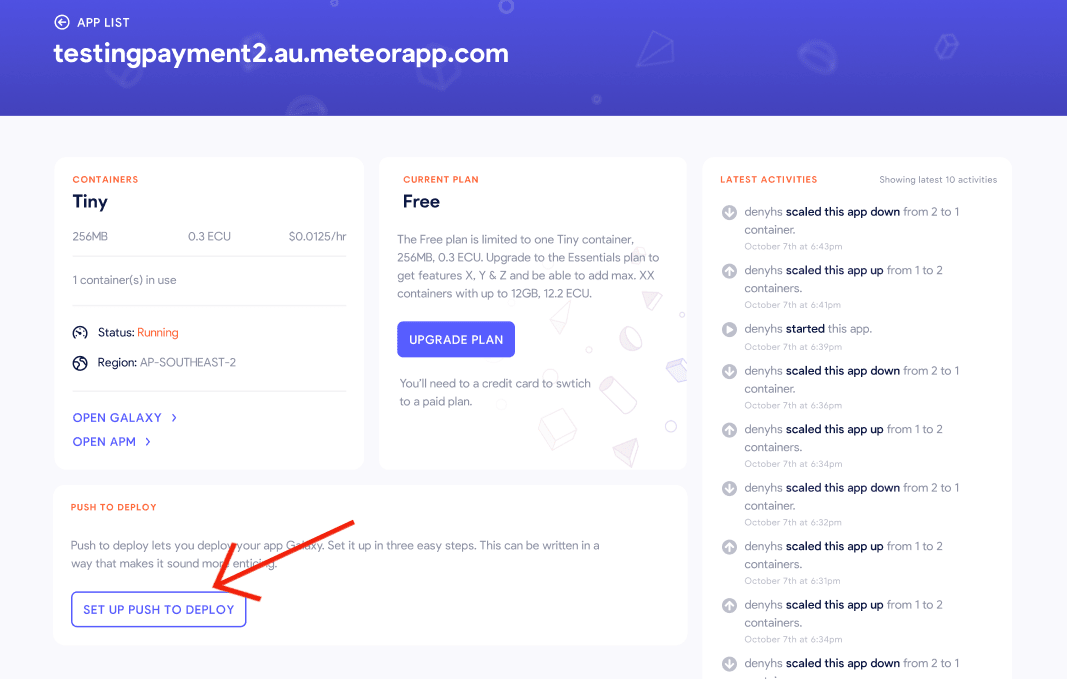 APP LIST
testingpayment2.au.meteorapp.com
CONTAINERS
Tiny
256MB 0.3 ECU $0.0125/hr
1 container(s) in use
Status: Running
Region: AP-SOUTHEAST-2
OPEN GALAXY >
OPEN APM >
CURRENT PLAN
Free
The Free plan is limited to one Tiny container,
256MB, 0.3 ECU. Upgrade to the Essentials plan to
get features X, Y & Z and be able to add max. XX
containers with up to 12GB, 12.2 ECU.
UPGRADE PLAN
You'll need to a credit card to swtich
to a paid plan.
PUSH TO DEPLOY
Push to deploy lets you deploy your app Galaxy. Set it up in three easy steps. This can be written in a
way that makes it sound more enticing.
SET UP PUSH TO DEPLOY
LATEST ACTIVITIES Showing latest 10 activities
denyhs scaled this app down from 2 to 1
container.
October 7th at 6:43pm
denyhs scaled this app up from 1 to 2
containers.
October 7th at 6:41pm
denyhs started this app.
October 7th at 6:39pm
denyhs scaled this app down from 2 to 1
container.
October 7th at 6:36pm
denyhs scaled this app up from 1 to 2
containers.
October 7th at 6:34pm
denyhs scaled this app down from 2 to 1
container.
October 7th at 6:32pm
denyhs scaled this app up from 1 to 2
containers.
October 7th at 6:31pm
denyhs scaled this app up from 1 to 2
containers.
October 7th at 6:34pm
denyhs scaled this app down from 2 to 1